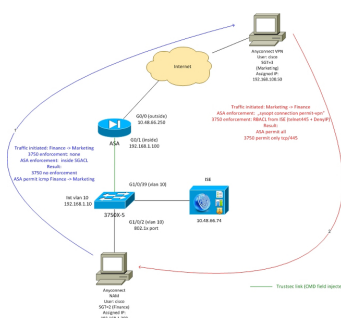 Anyconnect VPN
User: cisco
SGT=3
(Marketing)
Assigned IP:
192.168.100.50
Internet
G0/0 (outside)
10.48.66.250
ASA
G0/1 (inside)
192.168.1.100
Traffic initiated: Marketing -> Finance
ASA enforcement: „sysopt connection permit-vpn"
3750 enforcement: RBACL from ISE (telnet445 + DenyIP)
Result:
ASA permit all
3750 permit only tcp/445
Traffic initiated: Finance -> Marketing
3750 enforcement: none
ASA enforcement: inside SGACL
Result:
3750 no enforcement
ASA permit icmp Finance -> Marketing
G1/0/39 (vlan 10)
ISE
10.48.66.74
Int vlan 10
192.168.1.10
3750X-5
G1/0/2 (vlan 10)
802.1x port
Anyconnect
NAM
User: cisco
SGT=2 (Finance)
Assigned IP:
Trustsec link (CMD field